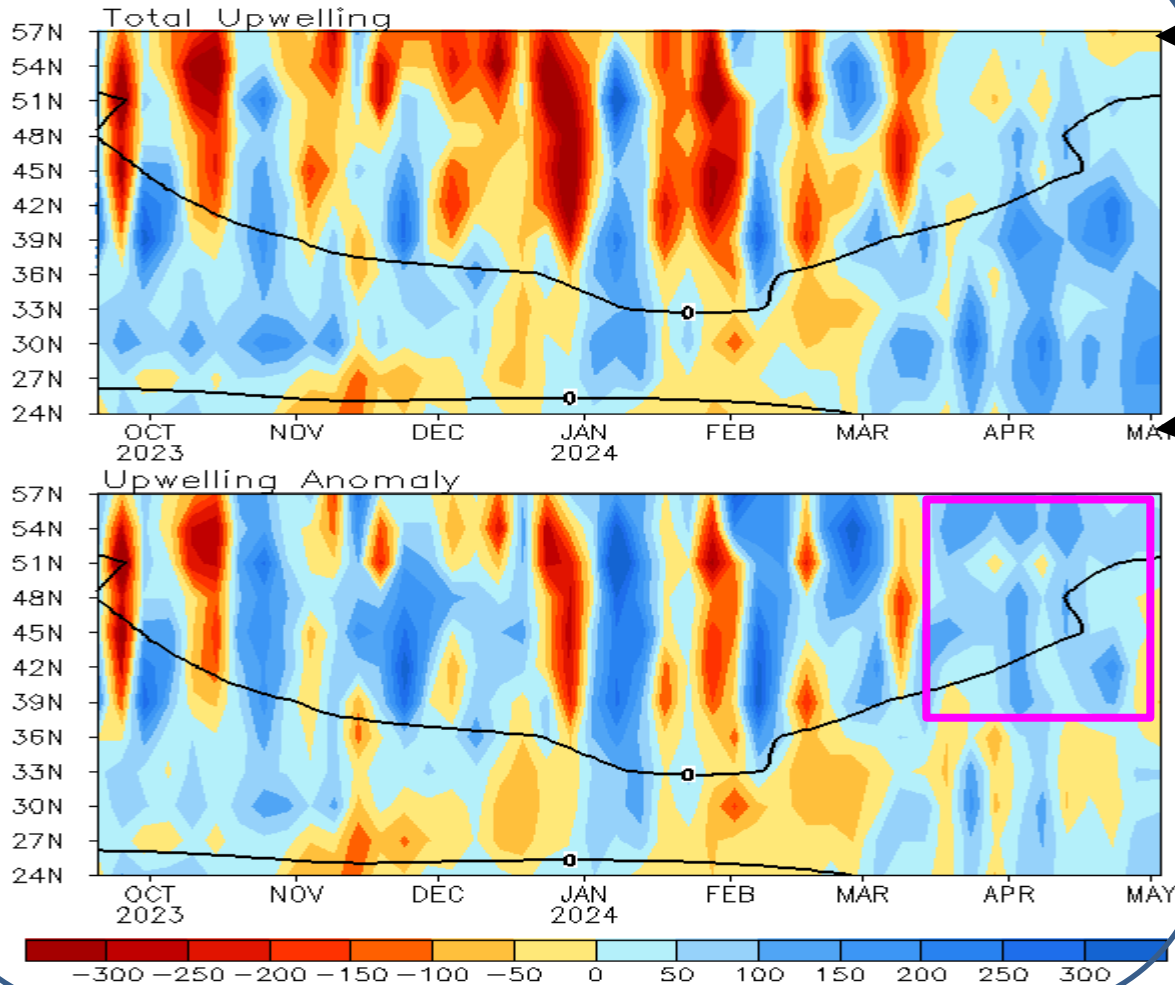 Total Upwelling
57N
54N
51N
48N
45N
42N
39N
36N
33N
30N
27N
24N
0
0
OCT NOV DEC JAN FEB MAR APR MAY
2023 2024
Upwelling Anomaly
57N
54N
51N
48N
45N
42N
39N
36N
33N
30N
27N
24N
0
0
OCT NOV DEC JAN FEB MAR APR MAY
2023 2024
-300 -250 -200 -150 -100 -50 0 50 100 150 200 250 300